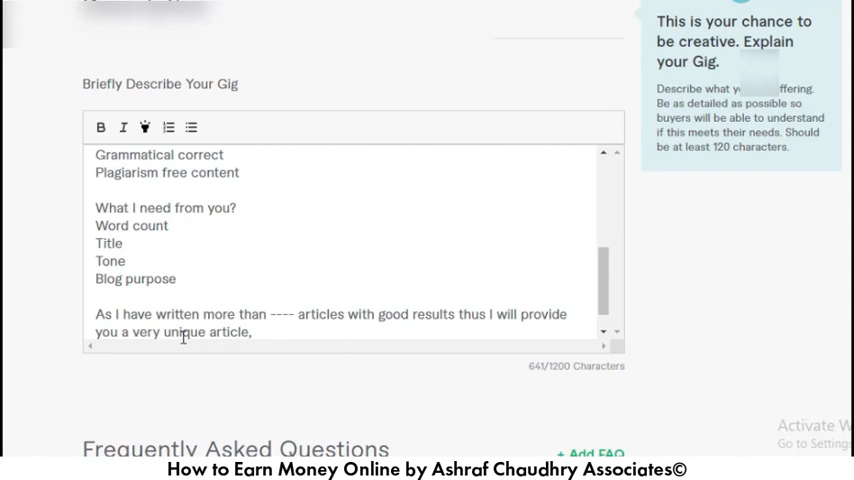 This is your chance to
be creative. Explain
your Gig.
Describe what ffering.
Be as detailed as possible so
buyers will be able to understand
if this meets their needs. Should
be at least 120 characters.
Briefly Describe Your Gig
B I
Grammatical correct
Plagiarism free content
What I need from you?
Word count
Title
Tone
Blog purpose
As I have written more than ---- articles with good results thus I will provide
you a very unique article,
641/1200 Characters
Frequently Asked Questions
+ Add FAQ
Activate W
Go to Settings
How to Earn Money Online by Ashraf Chaudhry Associates©